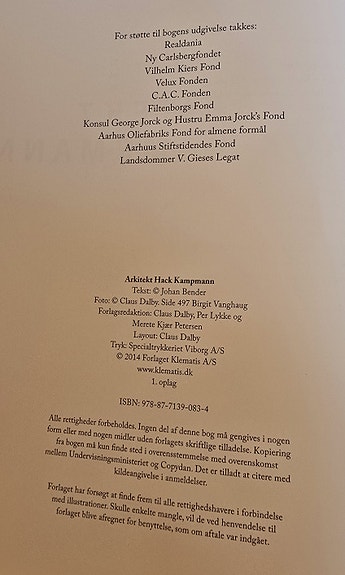 For støtte til bogens udgivelse takkes:
Realdania
Ny Carlsbergfondet
Vilhelm Kiers Fond
Velux Fonden
C.A.C. Fonden
Filtenborgs Fond
Konsul George Jorck og Hustru Emma Jorck's Fond
Aarhus Oliefabriks Fond for almene formål
Aarhuus Stiftstidendes Fond
Landsdommer V. Gieses Legat
Arkitekt Hack Kampmann
Tekst: © Johan Bender
Foto: © Claus Dalby. Side 497 Birgit Vanghaug
Forlagsredaktion: Claus Dalby, Per Lykke og
Merete Kjær Petersen
Layout: Claus Dalby
Tryk: Specialtrykkeriet Viborg A/S
© 2014 Forlaget Klematis A/S
www.klematis.dk
1. oplag
ISBN: 978-87-7139-083-4
Alle rettigheder forbeholdes. Ingen del af denne bog må gengives i nogen
form eller med nogen midler uden forlagets skriftlige tilladelse. Kopiering
fra bogen må kun finde sted i overensstemmelse med overenskomst
mellem Undervisningsministeriet og Copydan. Det er tilladt at citere med
kildeangivelse i anmeldelser.
Forlaget har forsøgt at finde frem til alle rettighedshavere i forbindelse
med illustrationer. Skulle enkelte mangle, vil de ved henvendelse til
forlaget blive afregnet for benyttelse, som om aftale var indgået.